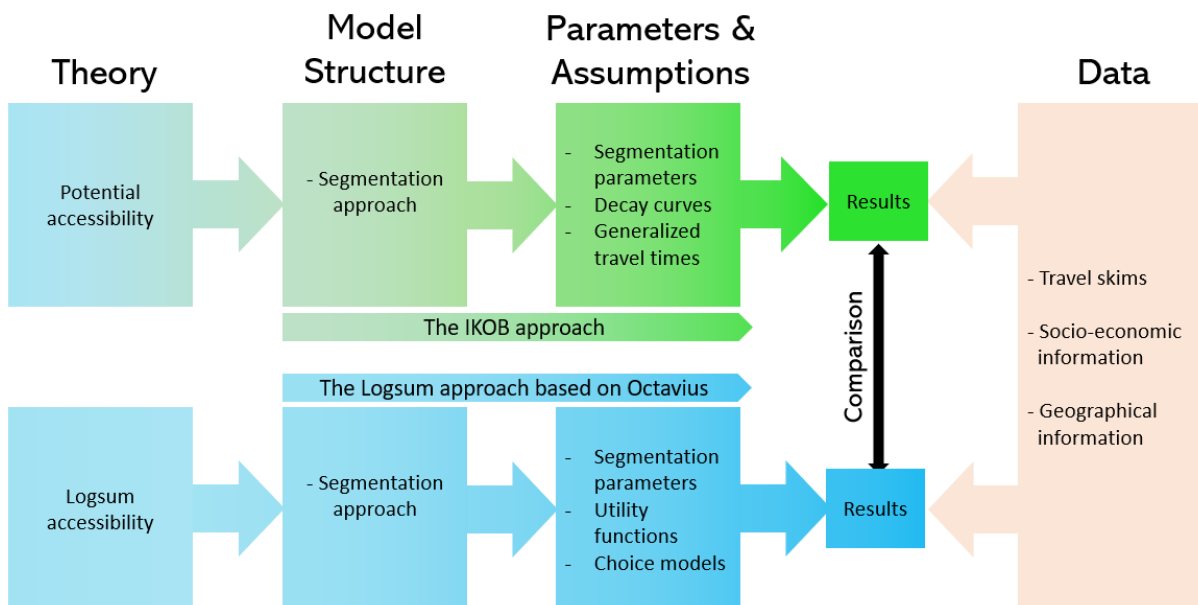 Theory
Model
Structure
Parameters &
Assumptions
Data
Potential
accessibility
- Segmentation
approach
- Segmentation
parameters
- Decay curves
- Generalized
travel times
Results
The IKOB approach
Comparison
- Travel skims
- Socio-economic
information
- Geographical
information
The Logsum approach based on Octavius
Logsum
accessibility
- Segmentation
approach
- Segmentation
parameters
- Utility
functions
- Choice models
Results